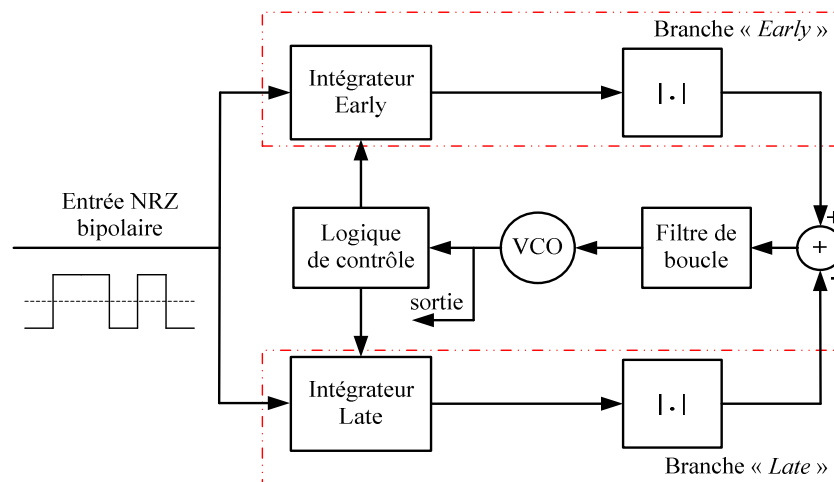 Branche « Early »
Intégrateur
Early
|.|
+
Entrée NRZ
bipolaire
Logique
de contrôle
VCO
Filtre de
boucle
+
-
sortie
Intégrateur
Late
|.|
Branche « Late »